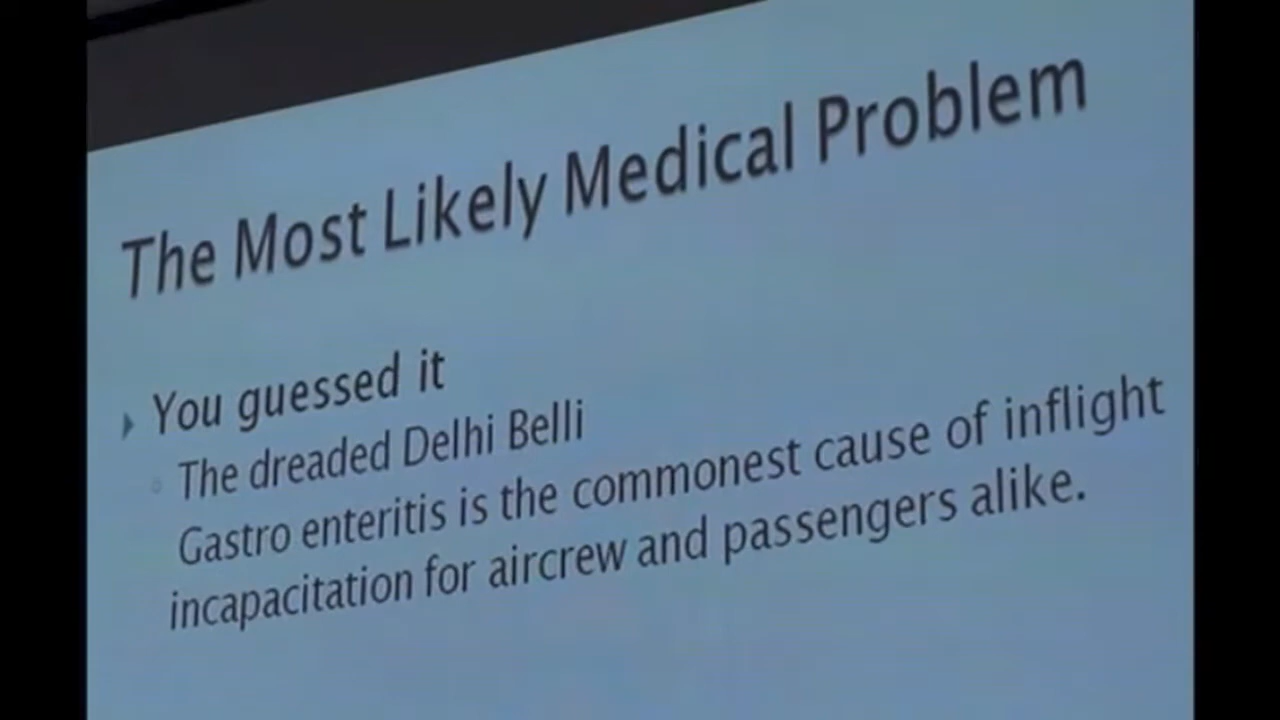 The Most Likely Medical Problem
You guessed it
The dreaded Delhi Belli
Gastro enteritis is the commonest cause of inflight
incapacitation for aircrew and passengers alike.